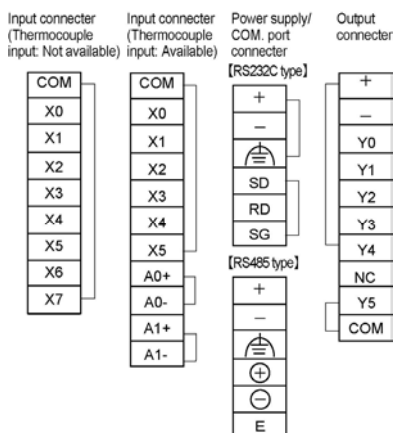 Input connecter
(Thermocouple
input: Not available)
COM
X0
X1
X2
X3
X4
X5
X6
X7
Input connecter
(Thermocouple
input: Available)
COM
X0
X1
X2
X3
X4
X5
A0+
A0-
A1+
A1-
Power supply/
COM. port
connecter
【RS232C type】
+
−
SD
RD
SG
【RS485 type】
+
−
+
−
E
Output
connecter
+
−
Y0
Y1
Y2
Y3
Y4
NC
Y5
COM